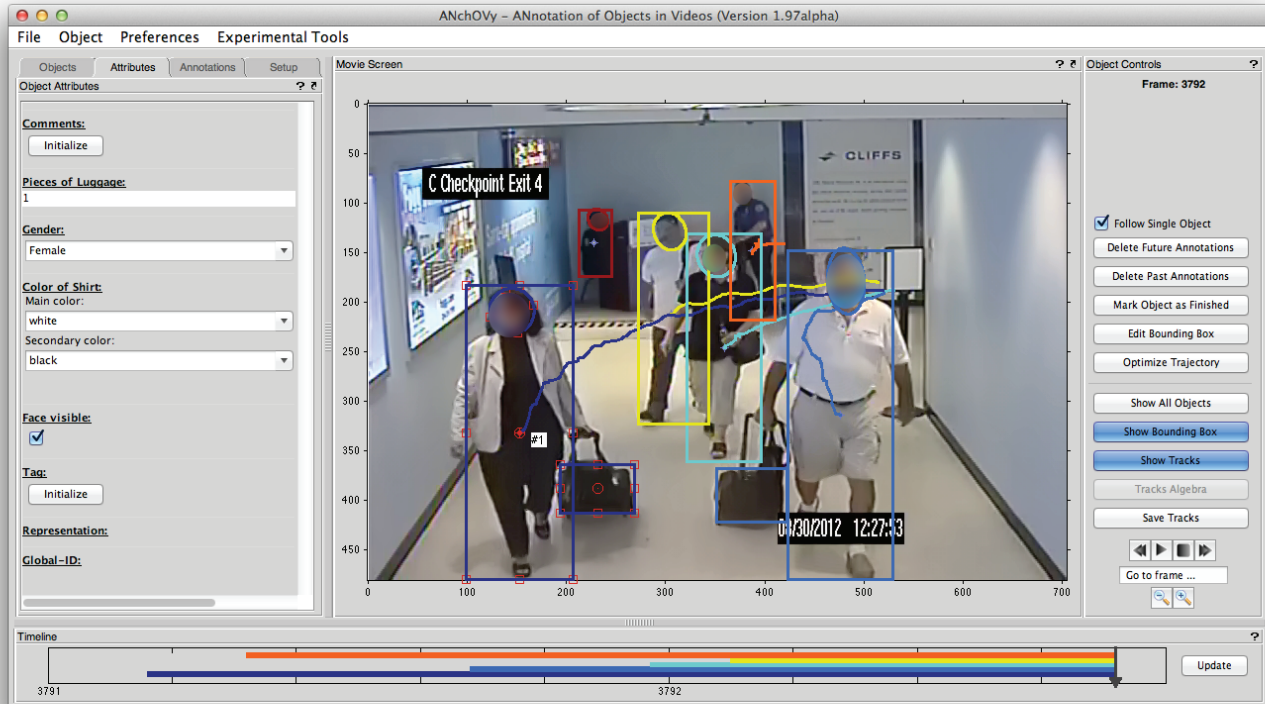 ANchOVy – ANnotation of Objects in Videos (Version 1.97alpha)
File Object Preferences Experimental Tools
Objects Attributes Annotations Setup
Object Attributes ?
Comments:
Initialize
Pieces of Luggage:
1
Gender:
Female
Color of Shirt:
Main color:
white
Secondary color:
black
Face visible:
Tag:
Initialize
Representation:
Global-ID:
Movie Screen ?
0
50
100
150
200
250
300
350
400
450
0 100 200 300 400 500 600 700
C Checkpoint Exit 4
CLIFFS
#1
03/30/2012 12:27:53
Object Controls ?
Frame: 3792
Follow Single Object
Delete Future Annotations
Delete Past Annotations
Mark Object as Finished
Edit Bounding Box
Optimize Trajectory
Show All Objects
Show Bounding Box
Show Tracks
Tracks Algebra
Save Tracks
Go to frame ...
Timeline ?
3791 3792
Update